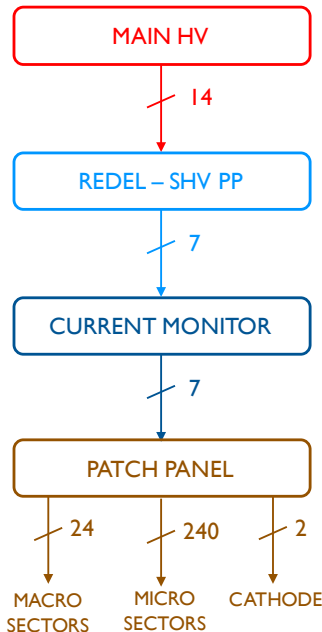 MAIN HV
14
REDEL – SHV PP
7
CURRENT MONITOR
7
PATCH PANEL
24
240
2
MACRO
SECTORS
MICRO
SECTORS
CATHODE